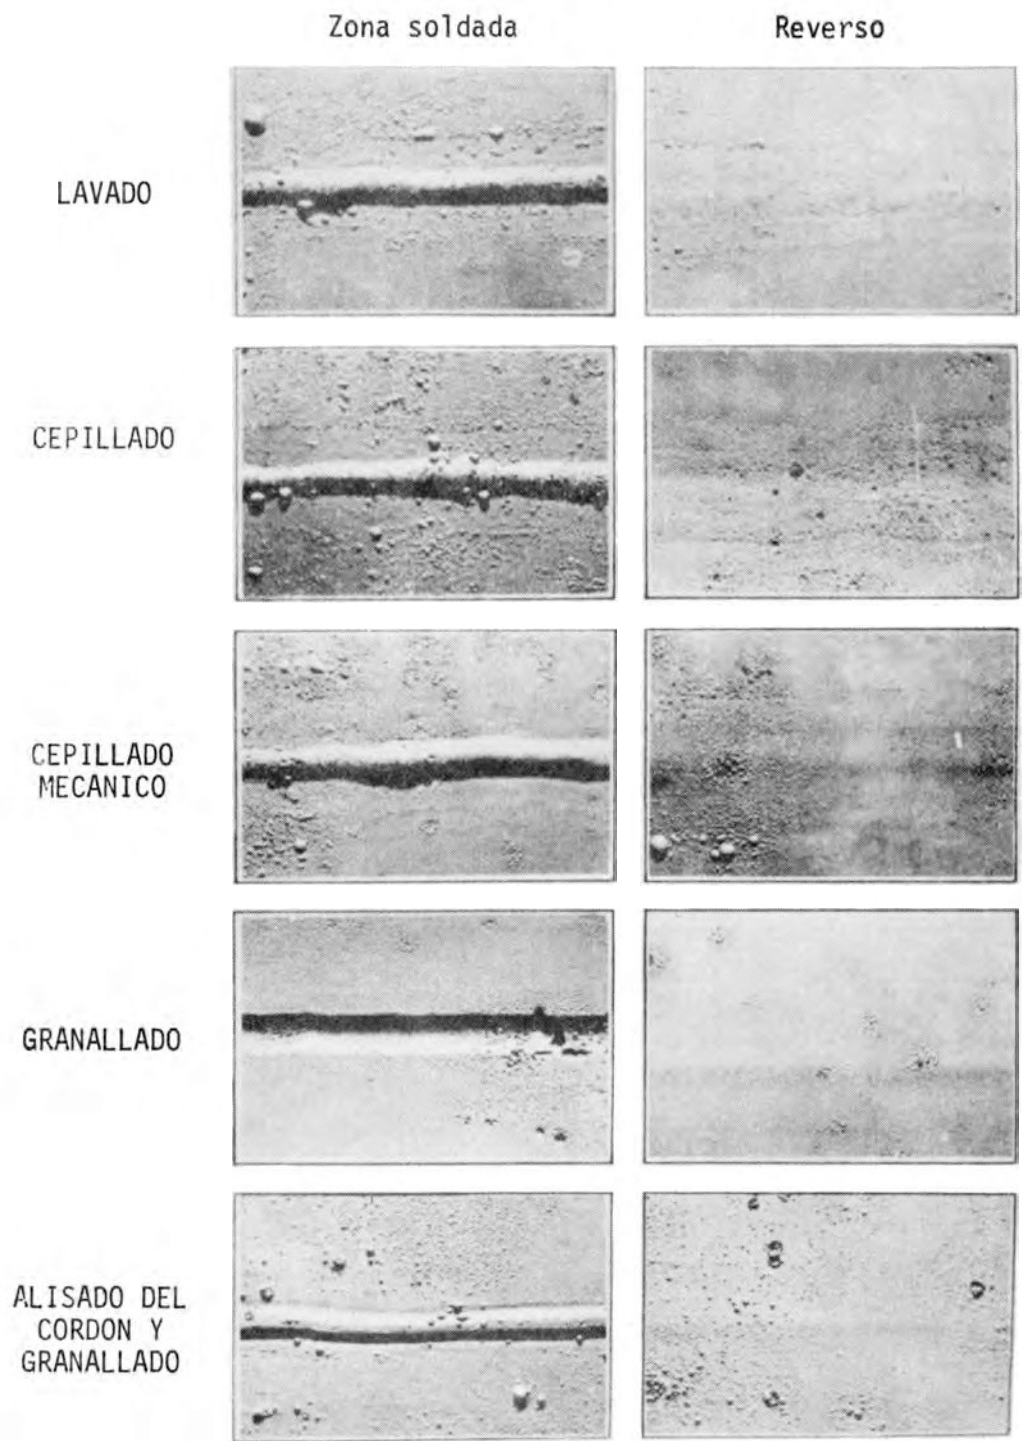 Zona soldada Reverso
LAVADO
CEPILLADO
CEPILLADO
MECANICO
GRANALLADO
ALISADO DEL
CORDON Y
GRANALLADO